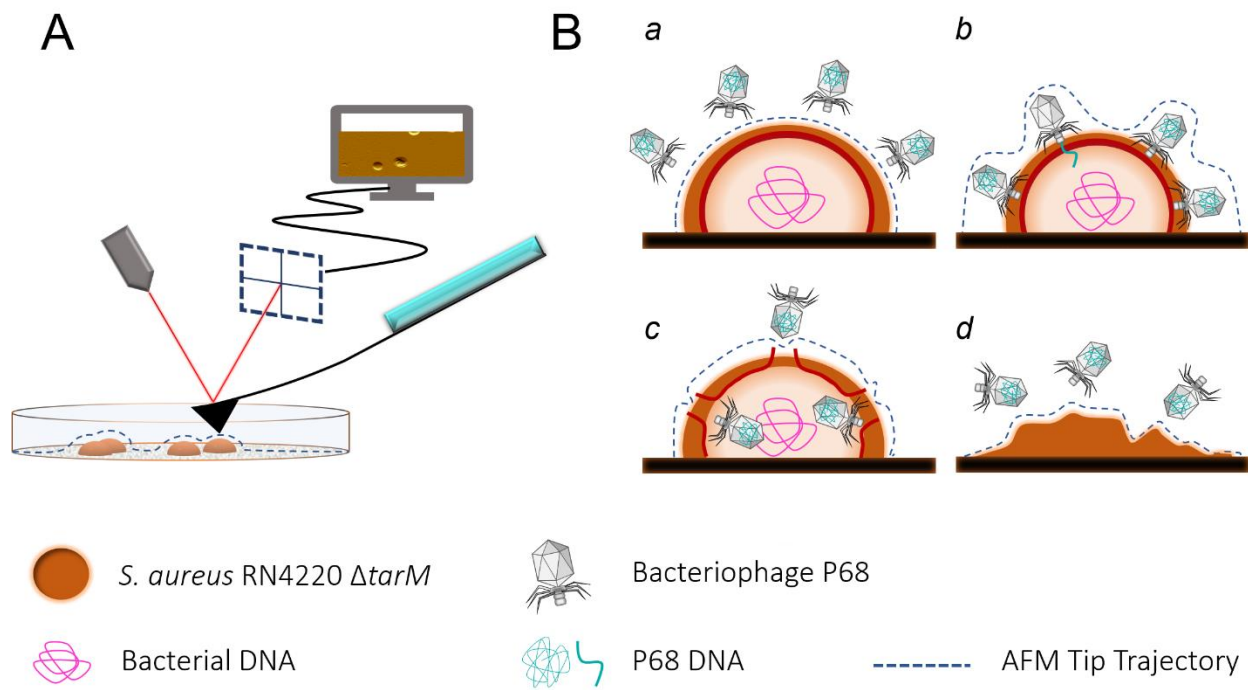 A
B
a
b
c
d
S. aureus RN4220 ΔtarM
Bacteriophage P68
Bacterial DNA
P68 DNA
AFM Tip Trajectory